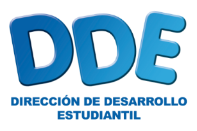 DDE
DIRECCIÓN DE DESARROLLO
ESTUDIANTIL